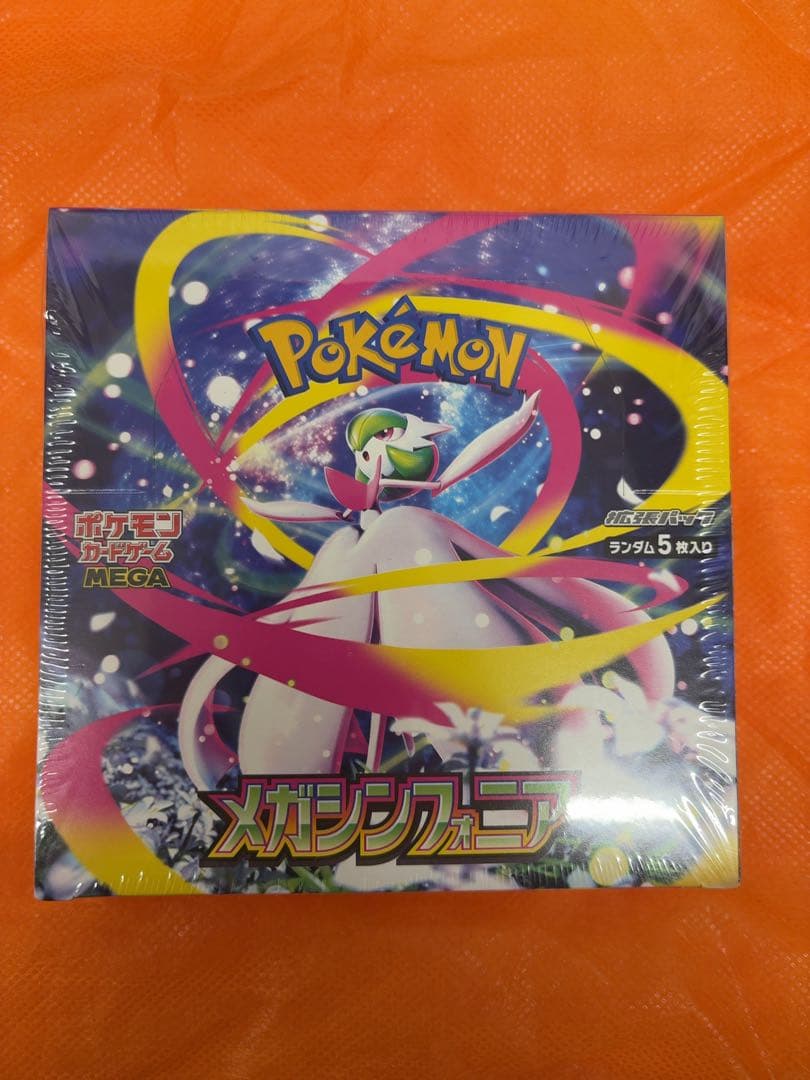 POKéMON
TM
ポケモン
カードゲーム
MEGA
拡張パック
ランダム5枚入り
メガシンフォニア